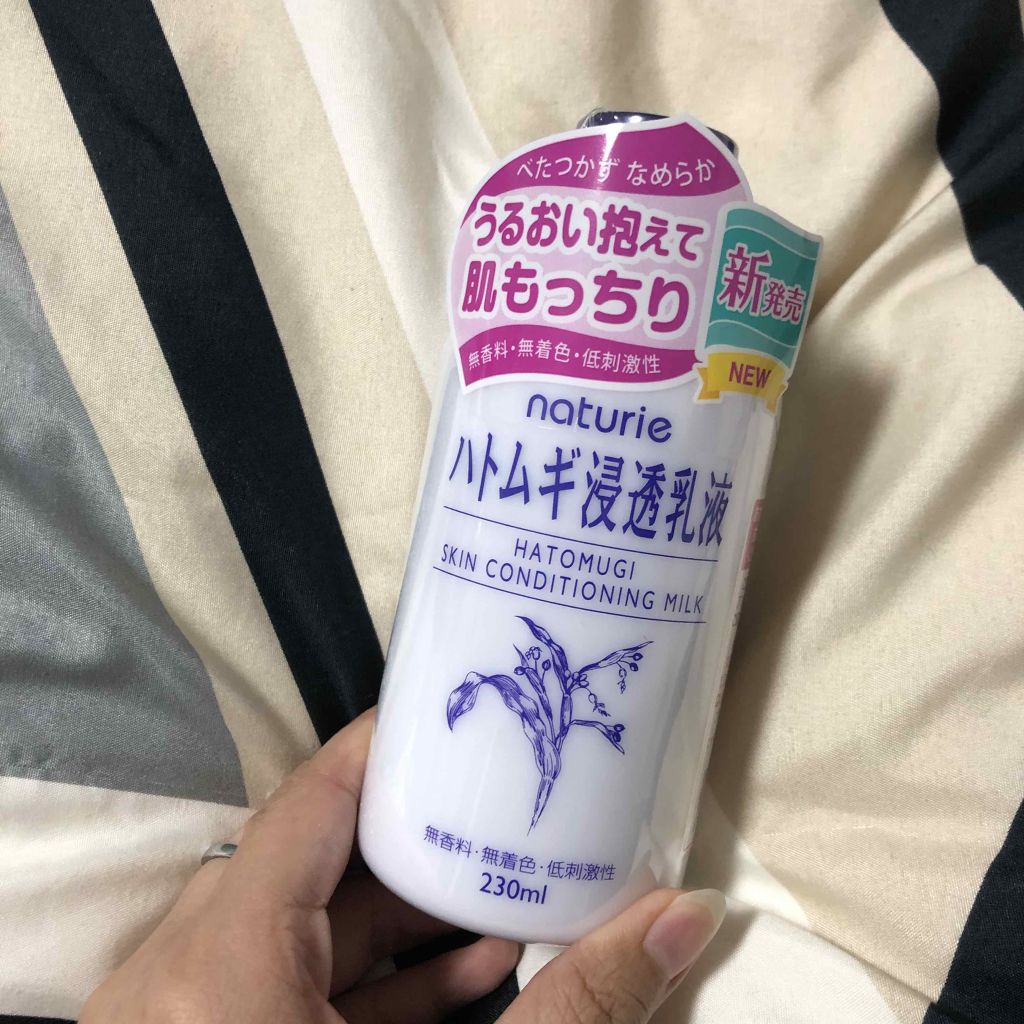 べたつかず なめらか
うるおい抱えて
肌もっちり
無香料・無着色・低刺激性
新発売
NEW
naturie
ハトムギ浸透乳液
HATOMUGI
SKIN CONDITIONING MILK
無香料・無着色・低刺激性
230ml